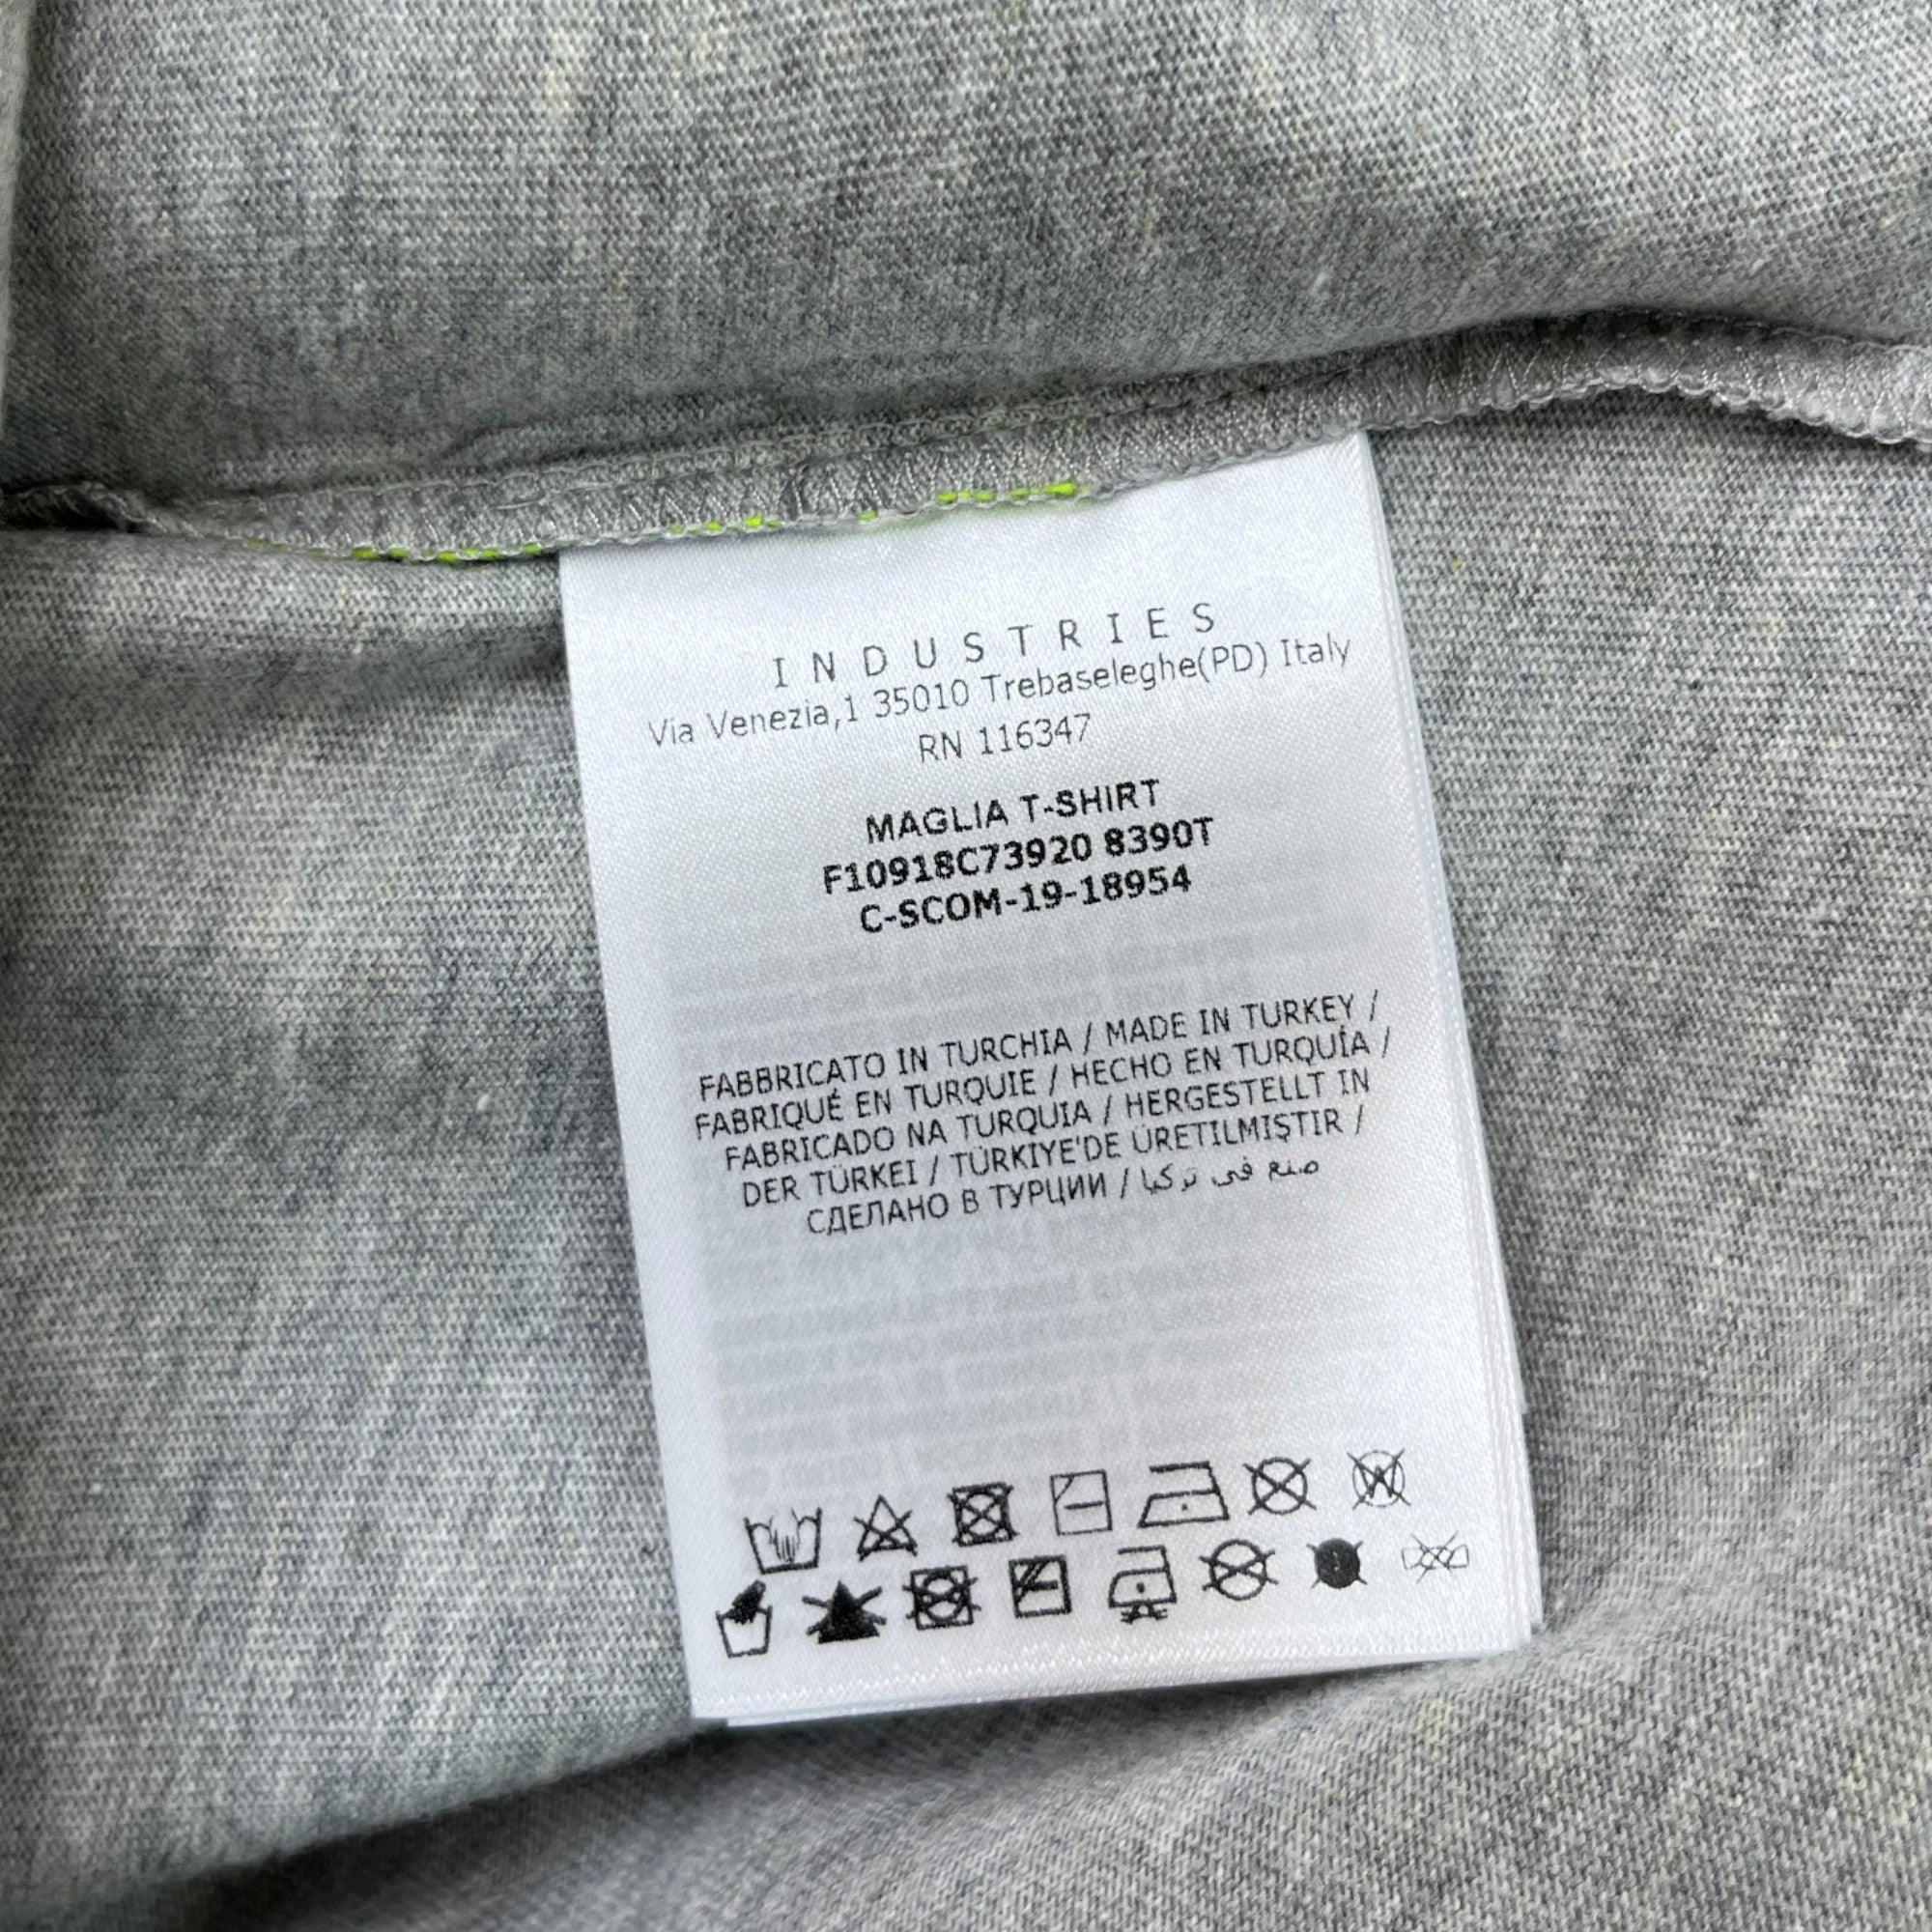 INDUSTRIES
Via Venezia,1 35010 Trebaseleghe(PD) Italy
RN 116347
MAGLIA T-SHIRT
F10918C73920 8390T
C-SCOM-19-18954
FABBRICATO IN TURCHIA / MADE IN TURKEY /
FABRIQUÉ EN TURQUIE / HECHO EN TURQUÍA /
FABRICADO NA TURQUIA / HERGESTELLT IN
DER TÜRKEI / TÜRKIYE'DE ÜRETILMIŞTIR /
СДЕЛАНО В ТУРЦИИ / صنع في تركيا
W